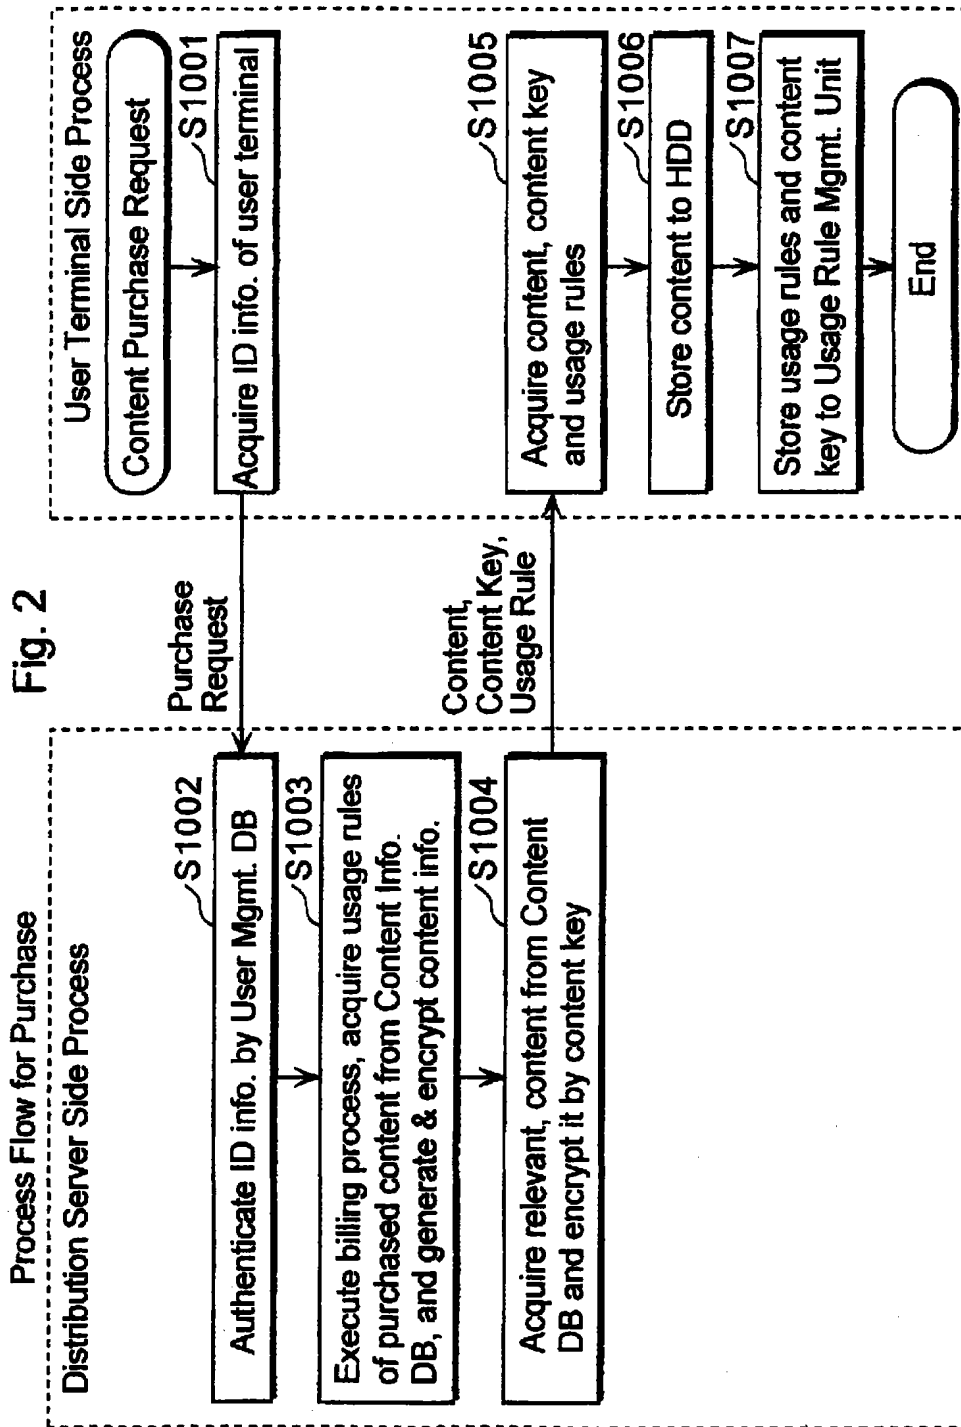 Fig. 2
Process Flow for Purchase
Distribution Server Side Process
S1002
Authenticate ID info. by User Mgmt. DB
S1003
Execute billing process, acquire usage rules
of purchased content from Content Info.
DB, and generate & encrypt content info.
S1004
Acquire relevant, content from Content
DB and encrypt it by content key
Purchase
Request
Content,
Content Key,
Usage Rule
User Terminal Side Process
Content Purchase Request
S1001
Acquire ID info. of user terminal
S1005
Acquire content, content key
and usage rules
S1006
Store content to HDD
S1007
Store usage rules and content
key to Usage Rule Mgmt. Unit
End